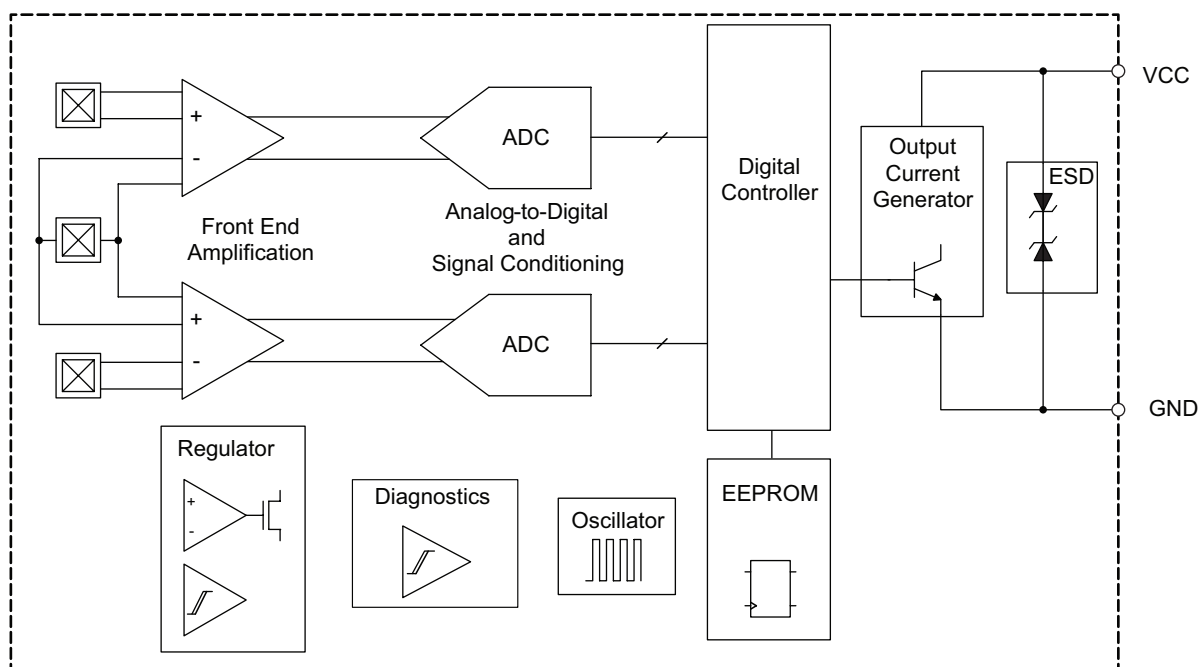 VCC
+
-
ADC
Digital
Controller
Output
Current
Generator
ESD
Front End
Amplification
Analog-to-Digital
and
Signal Conditioning
+
-
ADC
GND
Regulator
+
-
Diagnostics
Oscillator
EEPROM